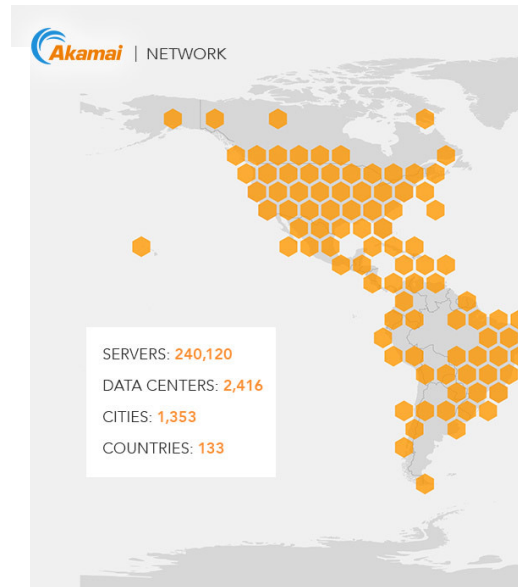 Akamai | NETWORK
SERVERS: 240,120
DATA CENTERS: 2,416
CITIES: 1,353
COUNTRIES: 133